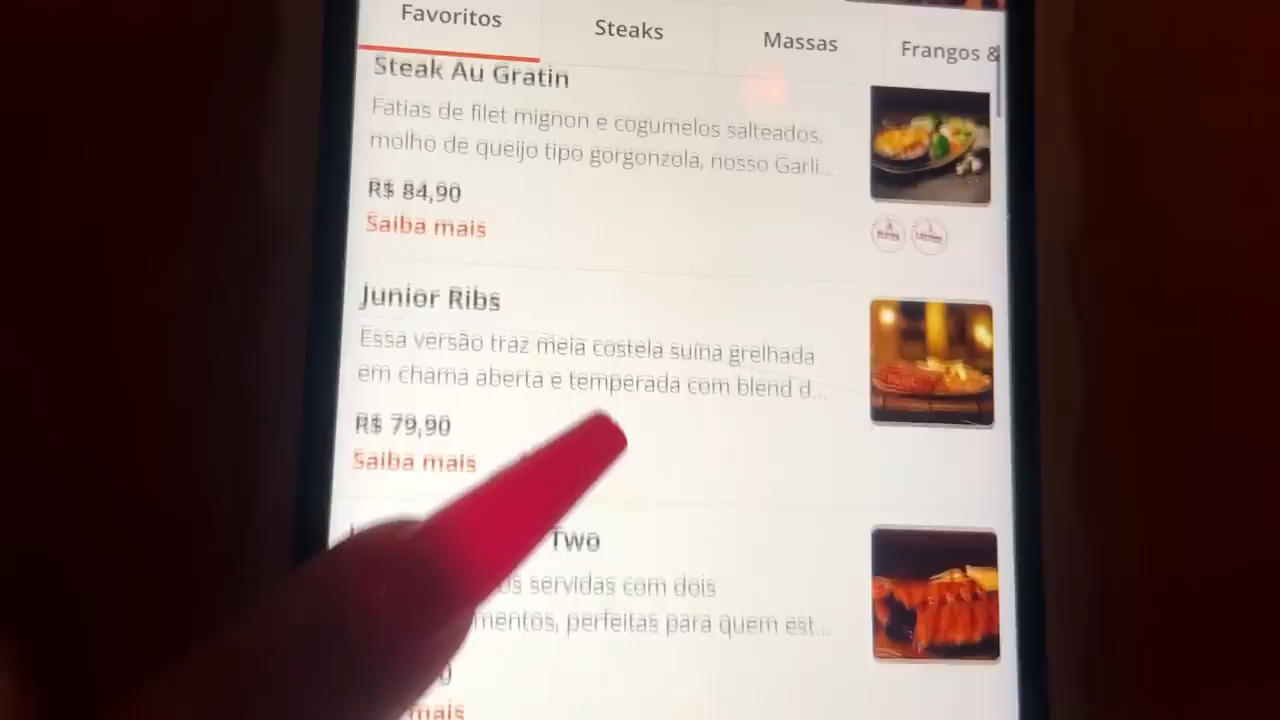 Favoritos
Steaks
Massas
Frangos &
Steak Au Gratin
Fatias de filet mignon e cogumelos salteados,
molho de queijo tipo gorgonzola, nosso Garli...
R$ 84,90
Saiba mais
Junior Ribs
Essa versão traz meia costela suína grelhada
em chama aberta e temperada com blend d...
R$ 79,90
Saiba mais
Two
servidas com dois
perfeitas para quem est...
mais